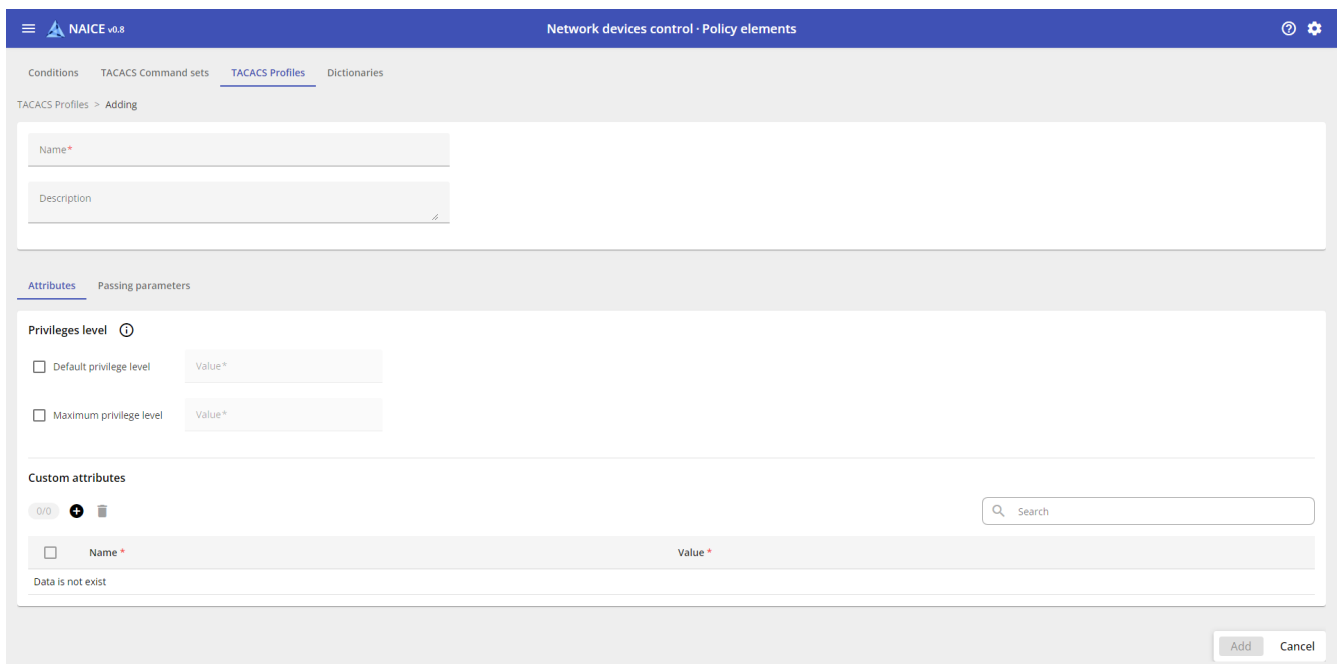 NAICE v0.8 Network devices control · Policy elements
Conditions TACACS Command sets TACACS Profiles Dictionaries
TACACS Profiles > Adding
Name*
Description
Attributes Passing parameters
Privileges level
Default privilege level Value*
Maximum privilege level Value*
Custom attributes
0/0 Search
Name * Value *
Data is not exist
Add Cancel